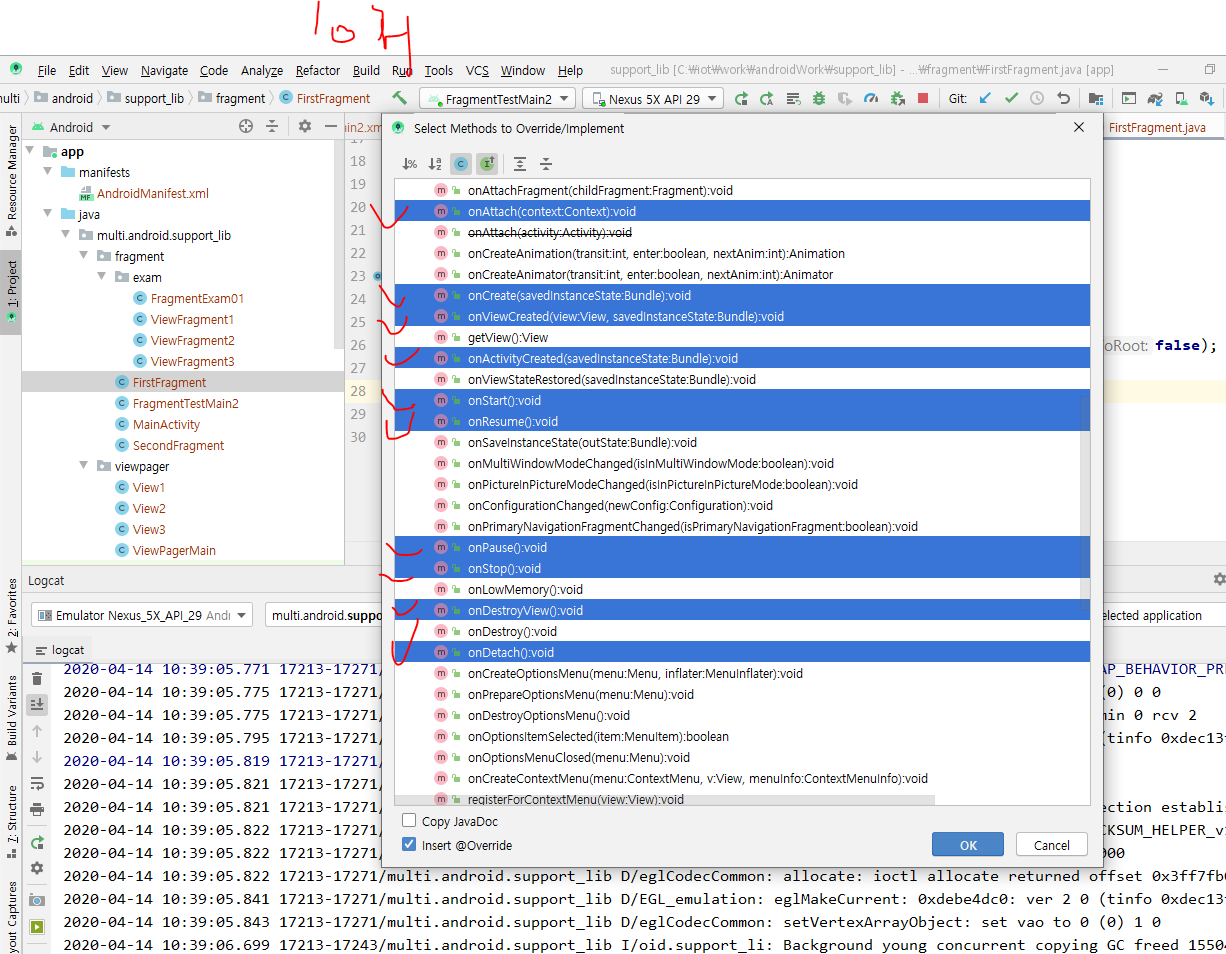 10개
File Edit View Navigate Code Analyze Refactor Build Run Tools VCS Window Help support_lib [C:₩iot₩work₩androidWork₩support_lib] - ...₩fragment₩FirstFragment.java [app]
android support_lib fragment FirstFragment FragmentTestMain2 Nexus 5X API 29 Git:
Android
Select Methods to Override/Implement
FirstFragment.java
Resource Manager
1: Project
2: Favorites
Build Variants
7: Structure
app
manifests
AndroidManifest.xml
java
multi.android.support_lib
fragment
exam
FragmentExam01
ViewFragment1
ViewFragment2
ViewFragment3
FirstFragment
FragmentTestMain2
MainActivity
SecondFragment
viewpager
View1
View2
View3
ViewPagerMain
17
18
19
20
21
22
23
24
25
26
27
28
29
30
onAttachFragment(childFragment:Fragment):void
onAttach(context:Context):void
onAttach(activity:Activity):void
onCreateAnimation(transit:int, enter:boolean, nextAnim:int):Animation
onCreateAnimator(transit:int, enter:boolean, nextAnim:int):Animator
onCreate(savedInstanceState:Bundle):void
onViewCreated(view:View, savedInstanceState:Bundle):void
getView():View
onActivityCreated(savedInstanceState:Bundle):void
onViewStateRestored(savedInstanceState:Bundle):void
onStart():void
onResume():void
onSaveInstanceState(outState:Bundle):void
onMultiWindowModeChanged(isInMultiWindowMode:boolean):void
onPictureInPictureModeChanged(isInPictureInPictureMode:boolean):void
onConfigurationChanged(newConfig:Configuration):void
onPrimaryNavigationFragmentChanged(isPrimaryNavigationFragment:boolean):void
onPause():void
onStop():void
onLowMemory():void
onDestroyView():void
onDestroy():void
onDetach():void
onCreateOptionsMenu(menu:Menu, inflater:MenuInflater):void
onPrepareOptionsMenu(menu:Menu):void
onDestroyOptionsMenu():void
onOptionsItemSelected(item:MenuItem):boolean
onOptionsMenuClosed(menu:Menu):void
onCreateContextMenu(menu:ContextMenu, v:View, menuInfo:ContextMenuInfo):void
registerForContextMenu(view:View):void
oRoot: false);
Copy JavaDoc
Insert @Override
OK Cancel
Logcat
Emulator Nexus_5X_API_29 Andr multi.android.suppo elected application
logcat
2020-04-14 10:39:05.771 17213-17271/ AP_BEHAVIOR_PRE
2020-04-14 10:39:05.775 17213-17271/ (0) 0 0
2020-04-14 10:39:05.775 17213-17271/ min 0 rcv 2
2020-04-14 10:39:05.795 17213-17271/ (tinfo 0xdec13
2020-04-14 10:39:05.819 17213-17271/
2020-04-14 10:39:05.821 17213-17271/
2020-04-14 10:39:05.821 17213-17271/ ection establis
2020-04-14 10:39:05.822 17213-17271/ CKSUM_HELPER_v
2020-04-14 10:39:05.822 17213-17271/ 000
2020-04-14 10:39:05.822 17213-17271/multi.android.support_lib D/eglCodecCommon: allocate: ioctl allocate returned offset 0x3ff7fb0
2020-04-14 10:39:05.841 17213-17271/multi.android.support_lib D/EGL_emulation: eglMakeCurrent: 0xdebe4dc0: ver 2 0 (tinfo 0xdec13
2020-04-14 10:39:05.843 17213-17271/multi.android.support_lib D/eglCodecCommon: setVertexArrayObject: set vao to 0 (0) 1 0
2020-04-14 10:39:06.699 17213-17243/multi.android.support_lib I/oid.support_li: Background young concurrent copying GC freed 15504